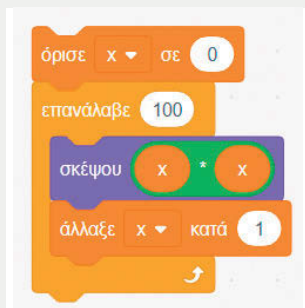 όρισε x σε 0
επανάλαβε 100
σκέψου x * x
άλλαξε x κατά 1